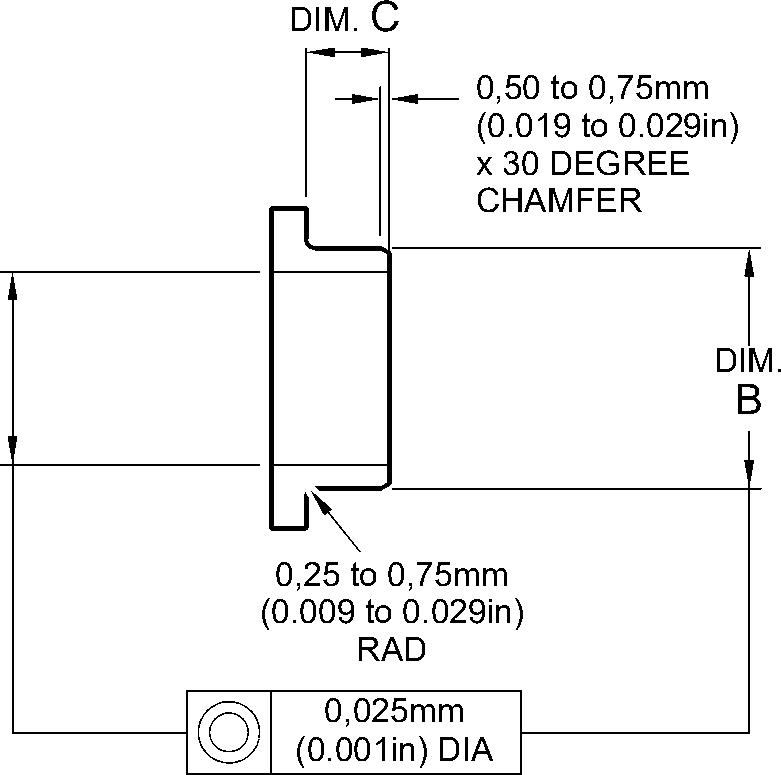 DIM. C
0,50 to 0,75mm
(0.019 to 0.029in)
x 30 DEGREE
CHAMFER
DIM.
B
0,25 to 0,75mm
(0.009 to 0.029in)
RAD
0,025mm
(0.001in) DIA